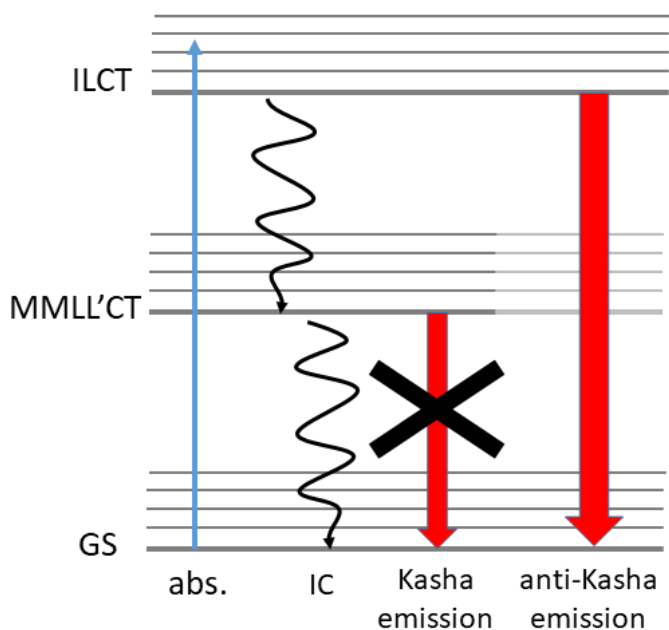 ILCT
MMLL'CT
GS
abs.
IC
Kasha
emission
anti-Kasha
emission